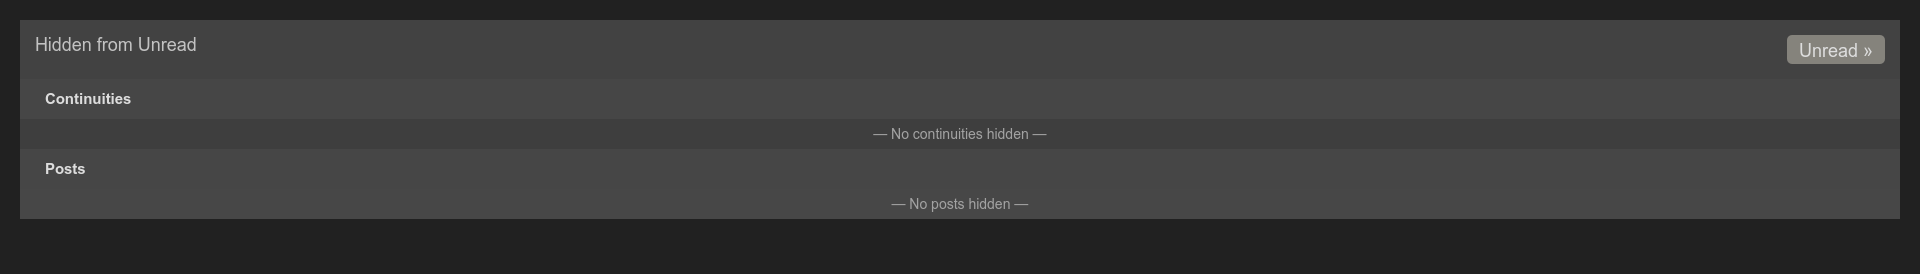 Hidden from Unread
Unread »
Continuities
— No continuities hidden —
Posts
— No posts hidden —